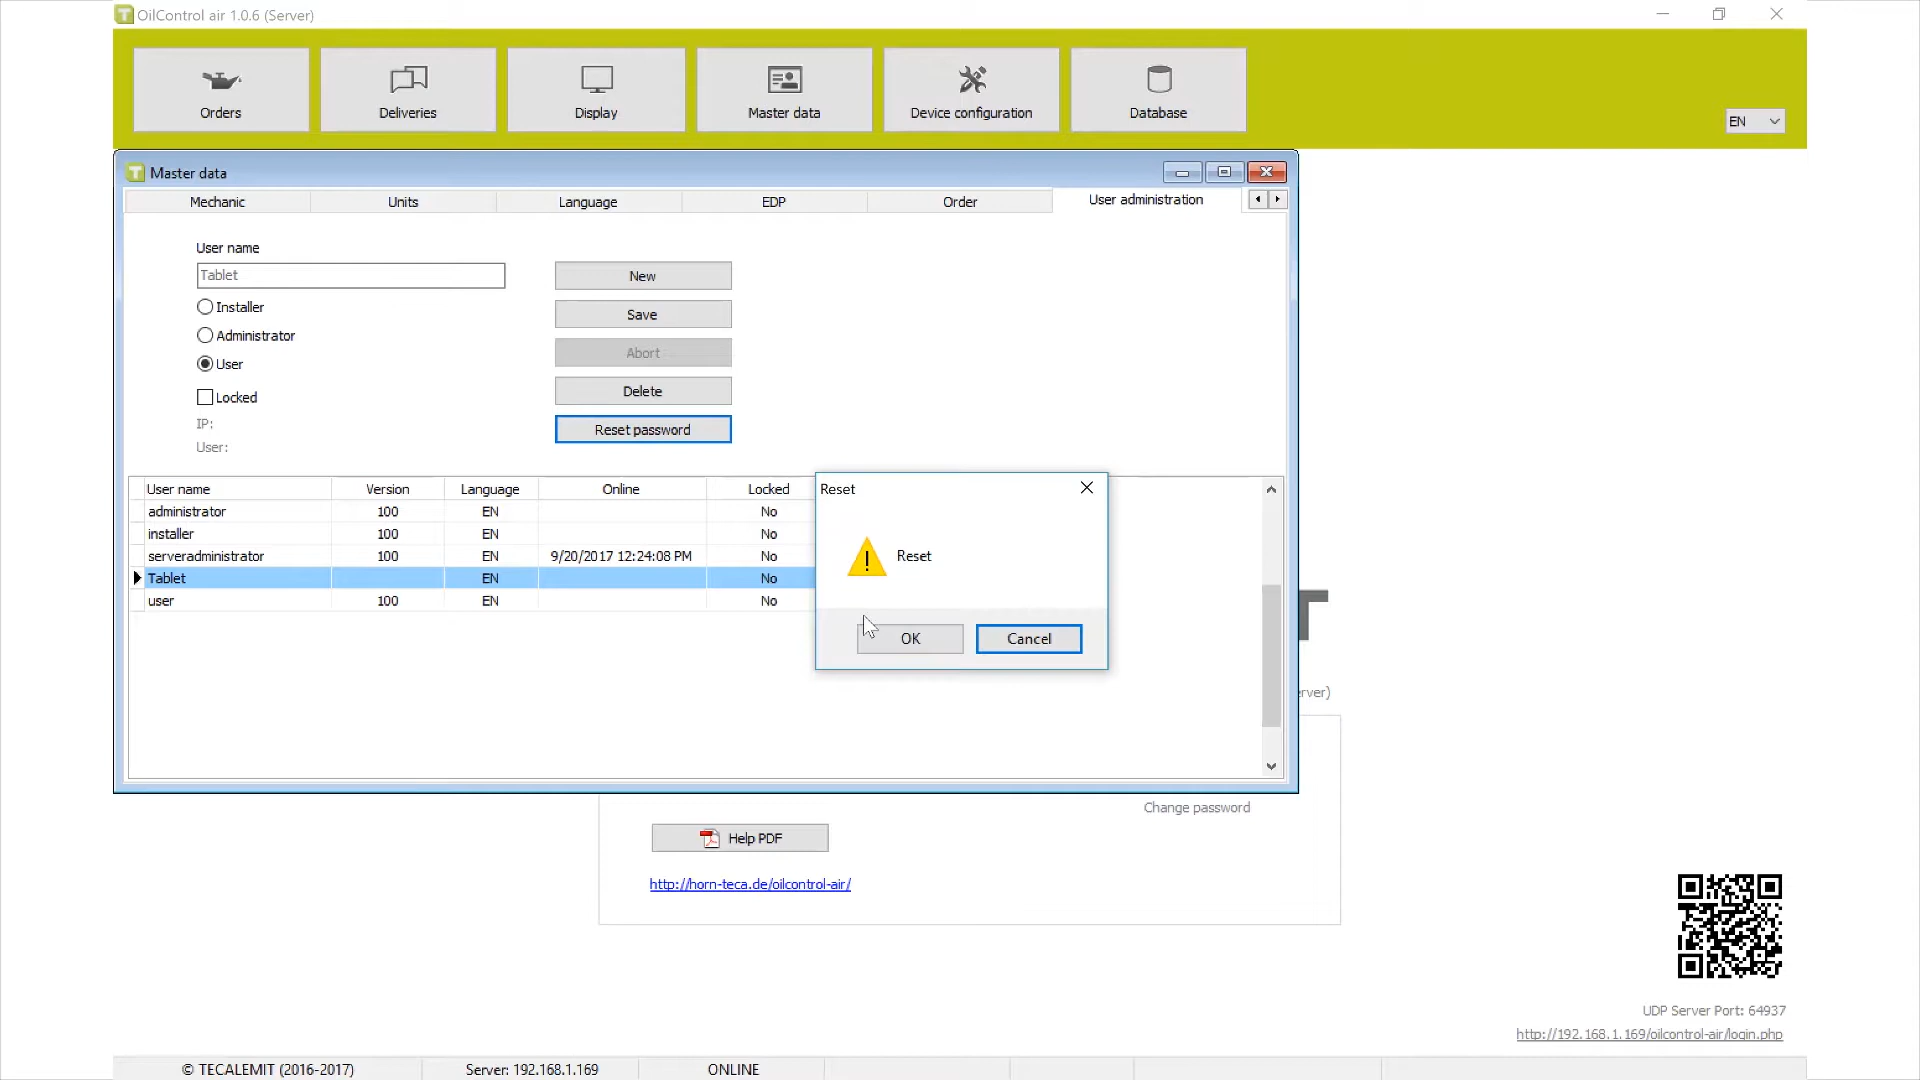 OilControl air 1.0.6 (Server)
Orders
Deliveries
Display
Master data
Device configuration
Database
EN
Master data
Mechanic
Units
Language
EDP
Order
User administration
User name
Tablet
New
Installer
Save
Administrator
Abort
User
Delete
Locked
IP:
Reset password
User:
User name Version Language Online Locked
administrator 100 EN No
installer 100 EN No
serveradministrator 100 EN 9/20/2017 12:24:08 PM No
Tablet EN No
user 100 EN No
Reset
Reset
OK
Cancel
T
rver)
Change password
Help PDF
http://horn-teca.de/oilcontrol-air/
UDP Server Port: 64937
http://192.168.1.169/oilcontrol-air/login.php
© TECALEMIT (2016-2017)
Server: 192.168.1.169
ONLINE